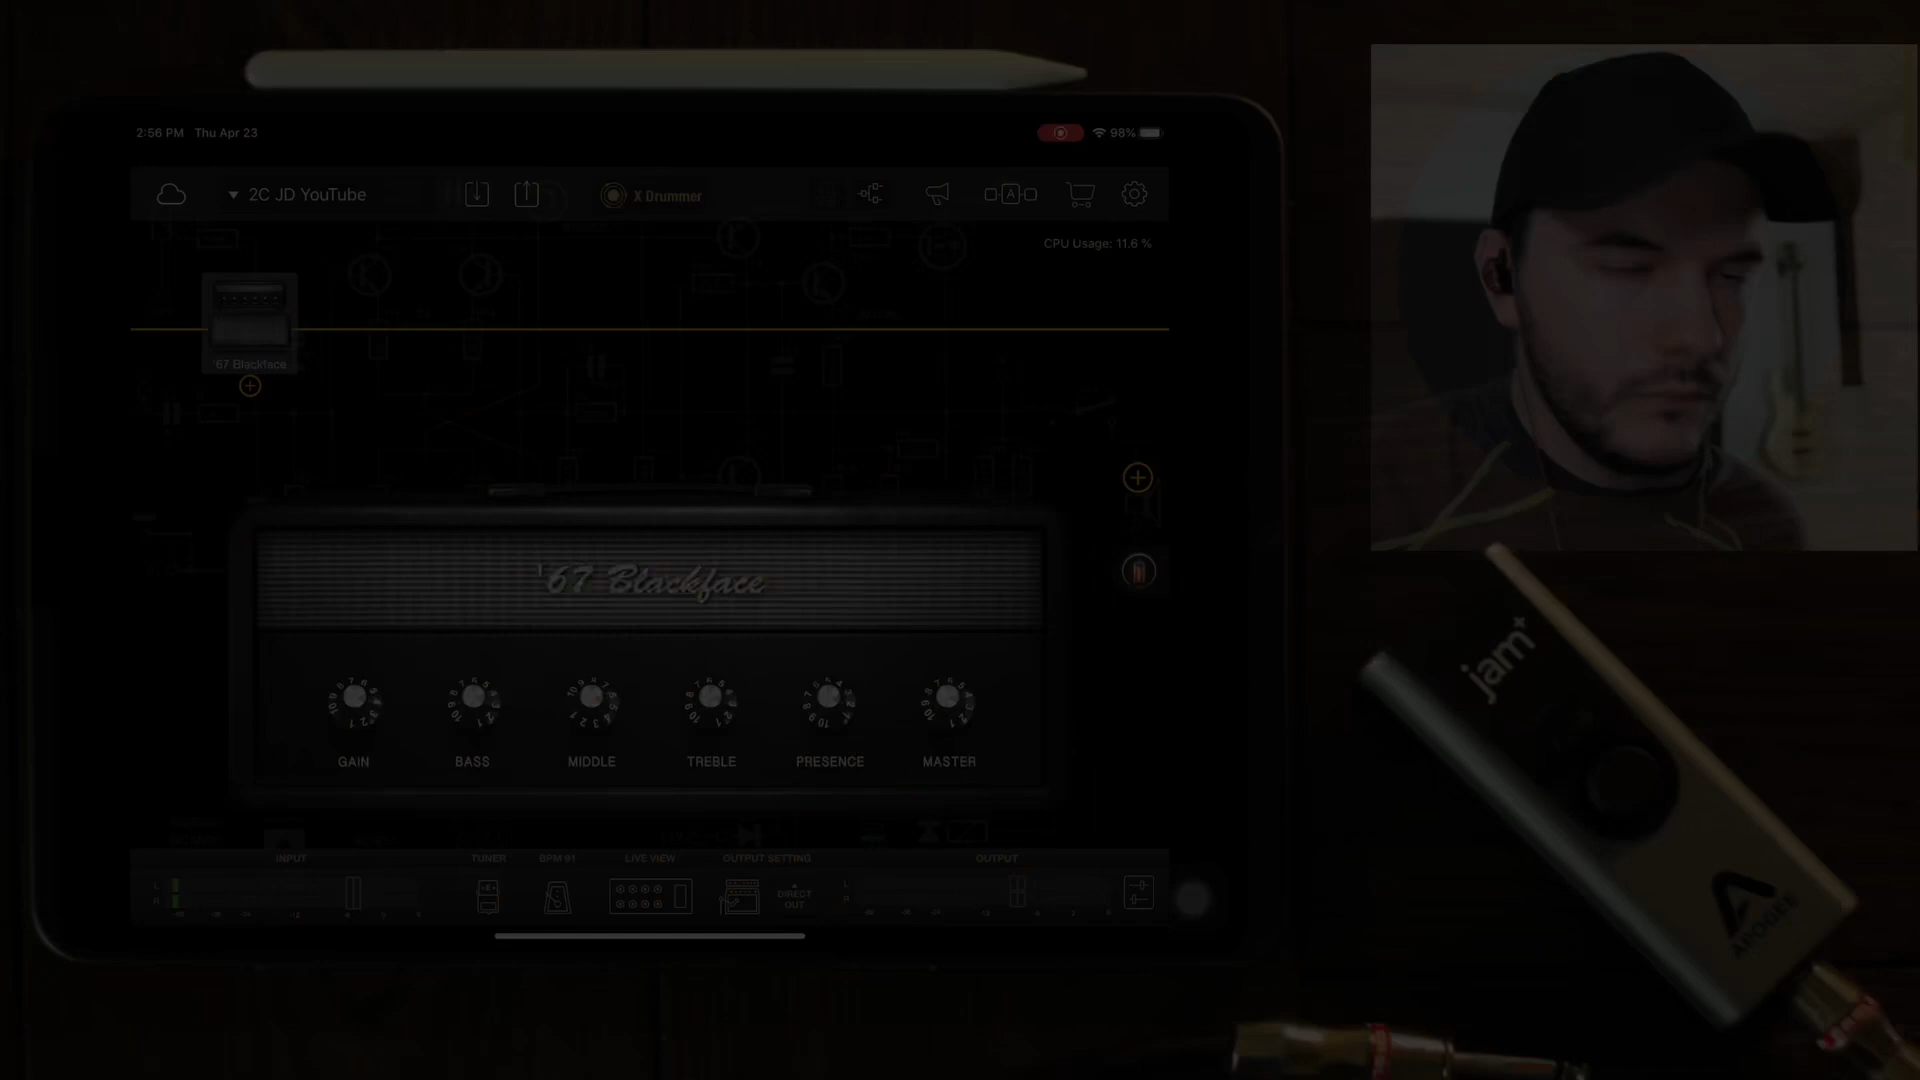 2:56 PM Thu Apr 23
98%
2C JD YouTube
X Drummer
A
CPU Usage: 11.6 %
'67 Blackface
'67 Blackface
GAIN BASS MIDDLE TREBLE PRESENCE MASTER
INPUT TUNER BPM 91 LIVE VIEW OUTPUT SETTING OUTPUT
L
R
DIRECT
OUT
L
R
jam+
APOGEE